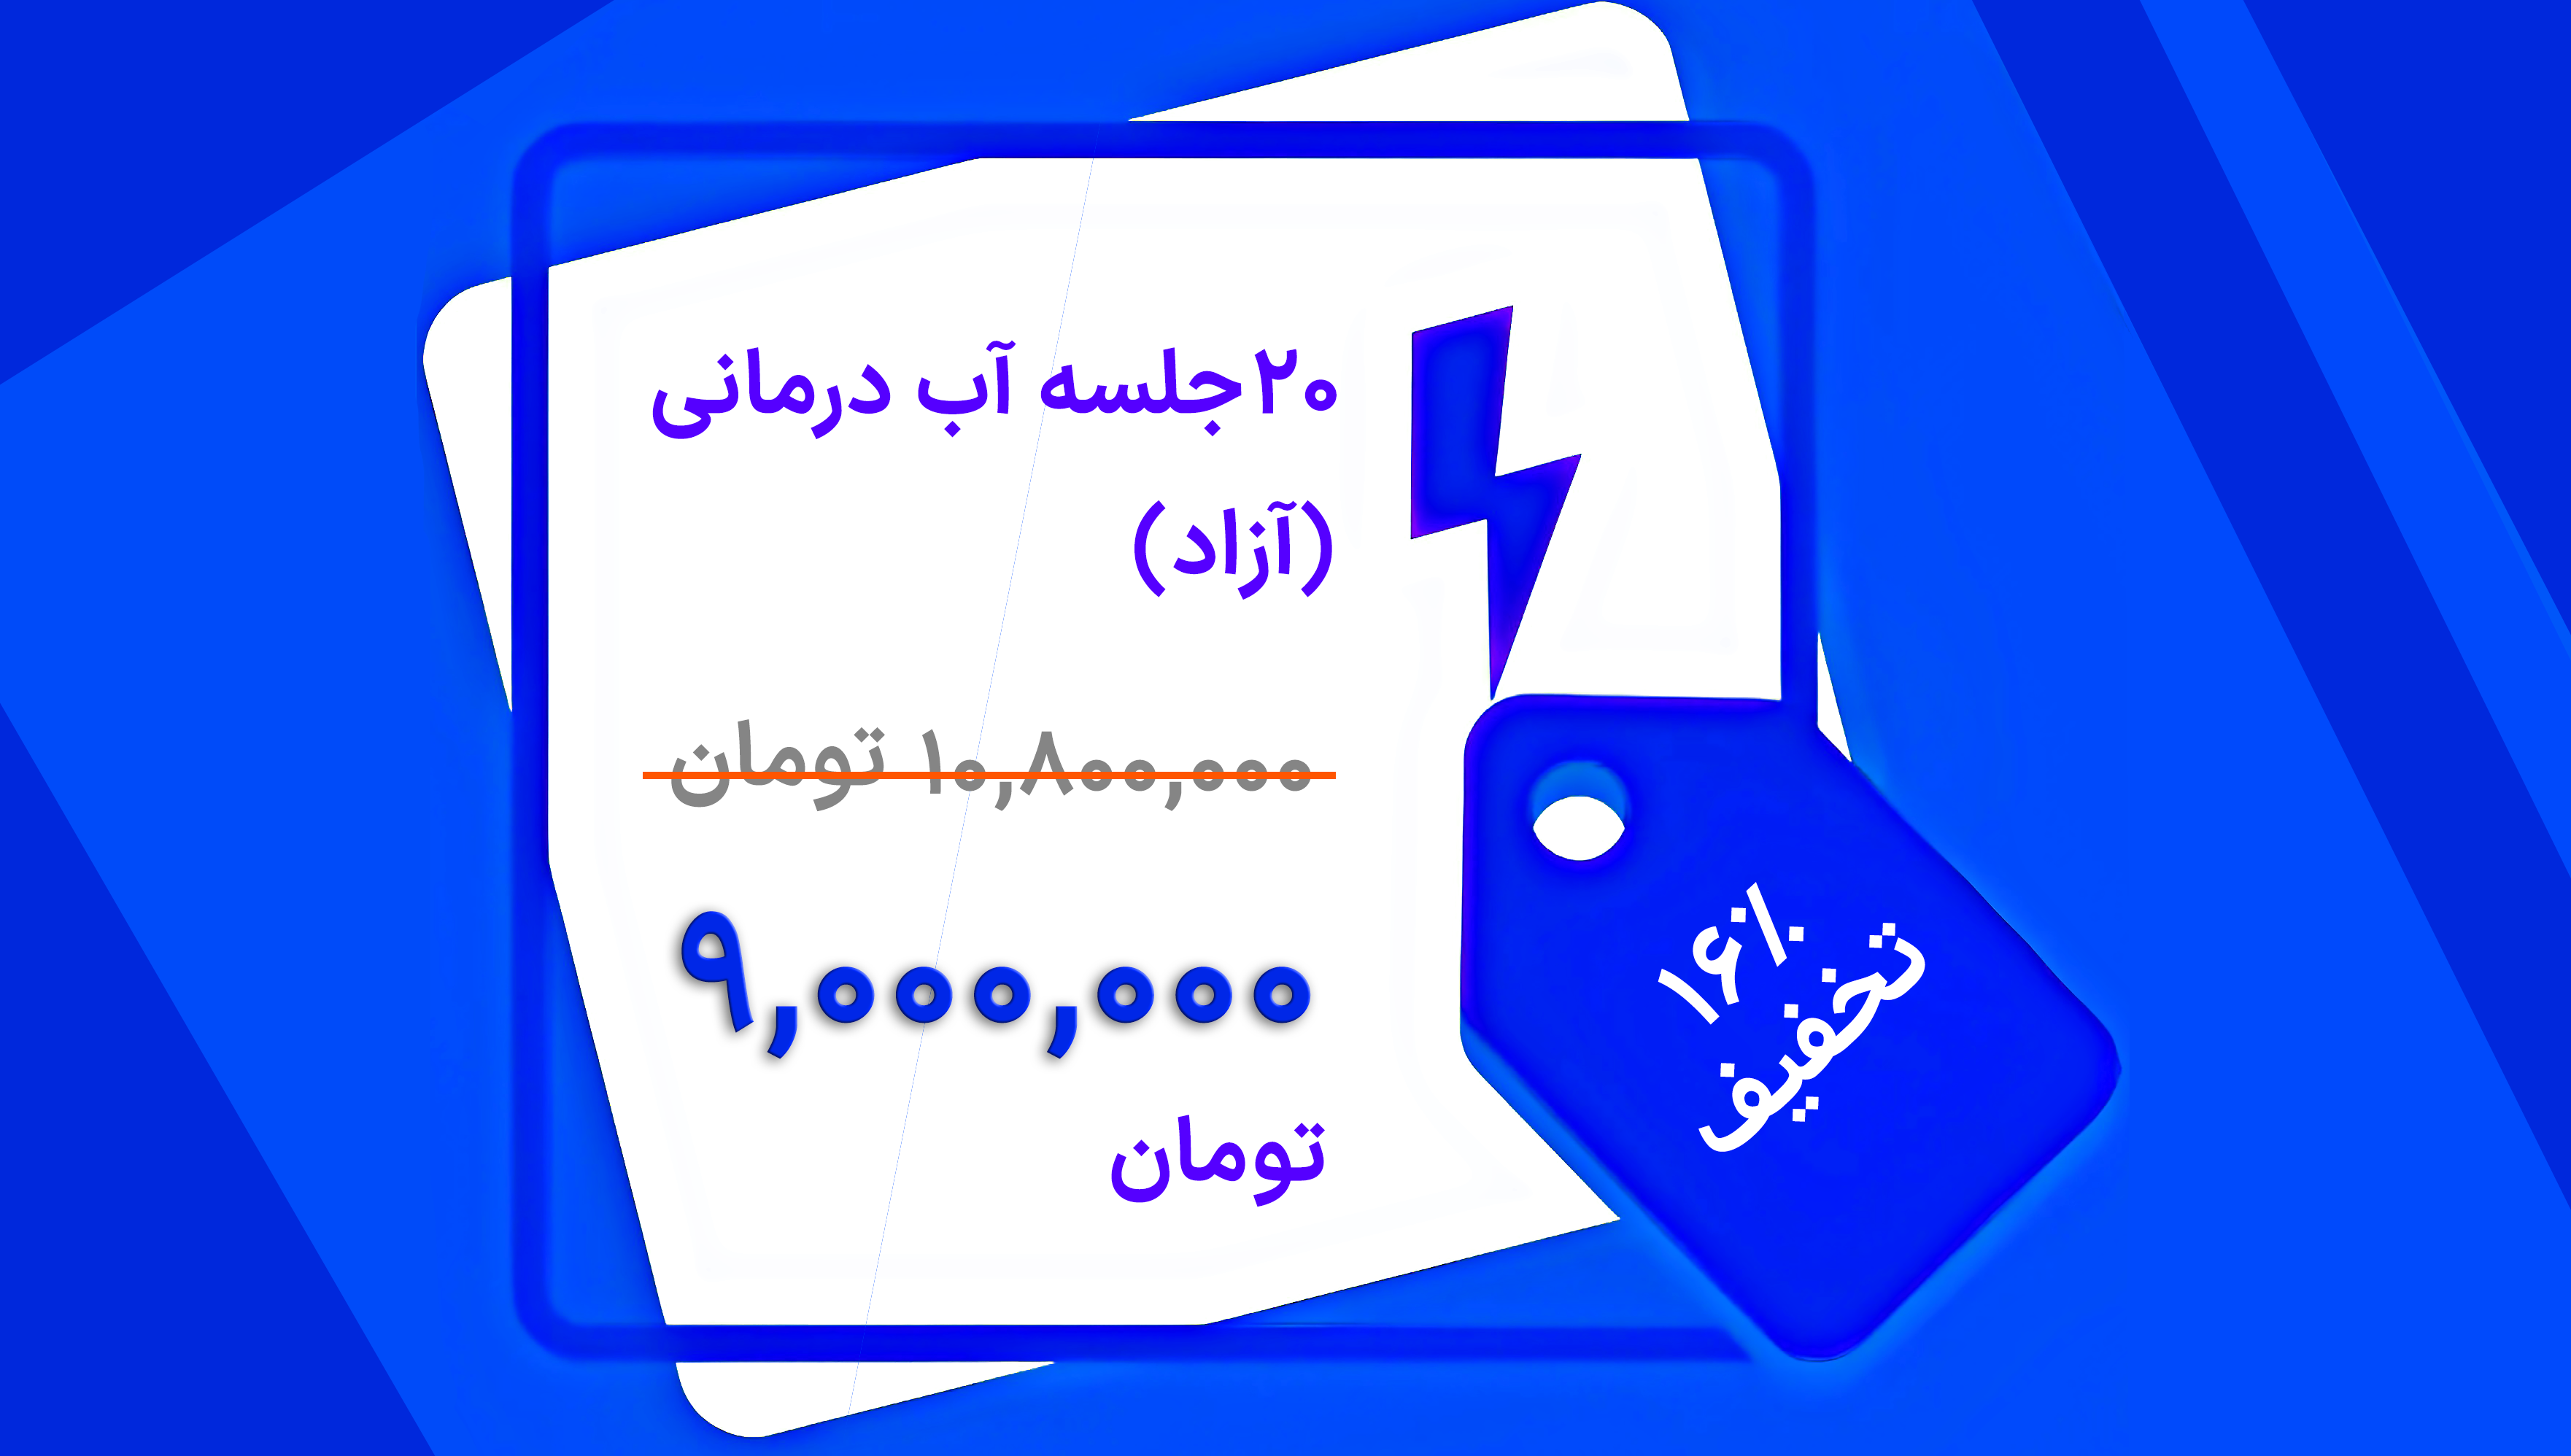 ۲۰جلسه آب درمانی
(آزاد)
۱۰,۸۰۰,۰۰۰ تومان
۹,۰۰۰,۰۰۰
تومان
۱۶٪
تخفیف